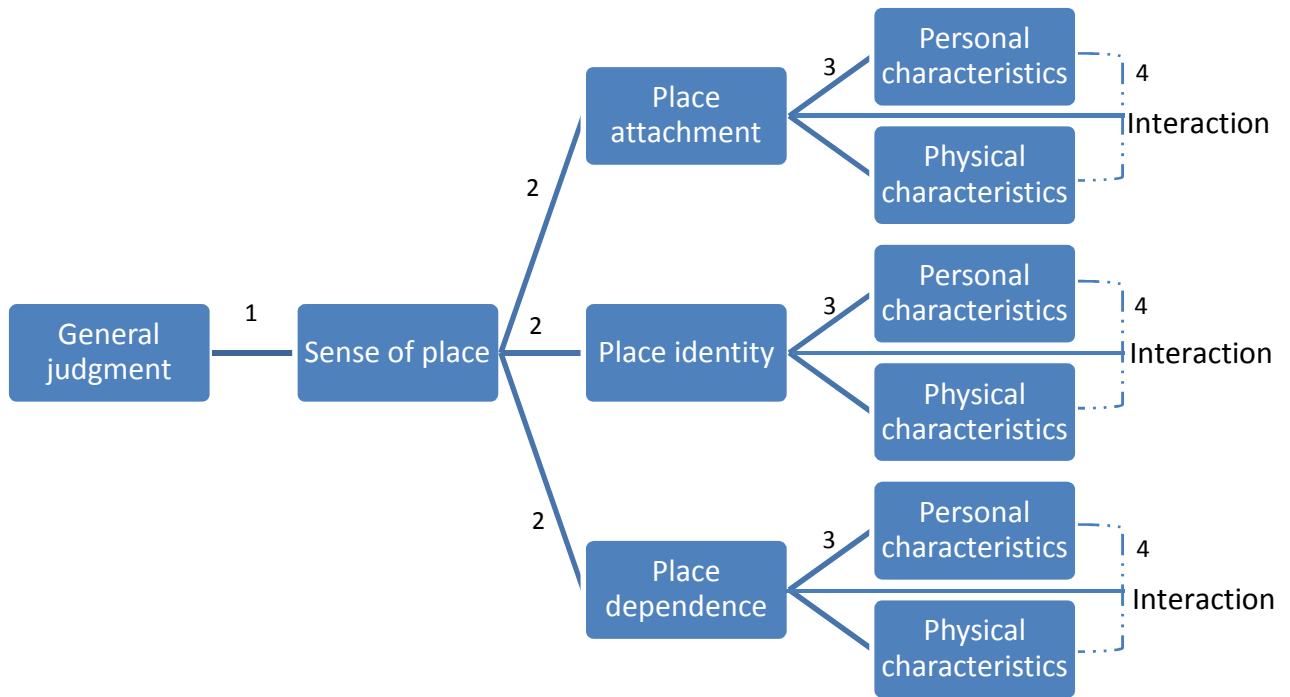 Personal
characteristics
3
4
Place
attachment
Interaction
Physical
characteristics
2
Personal
characteristics
3
4
1
2
General
judgment
Sense of place
Place identity
Interaction
Physical
characteristics
2
Personal
characteristics
3
4
Place
dependence
Interaction
Physical
characteristics